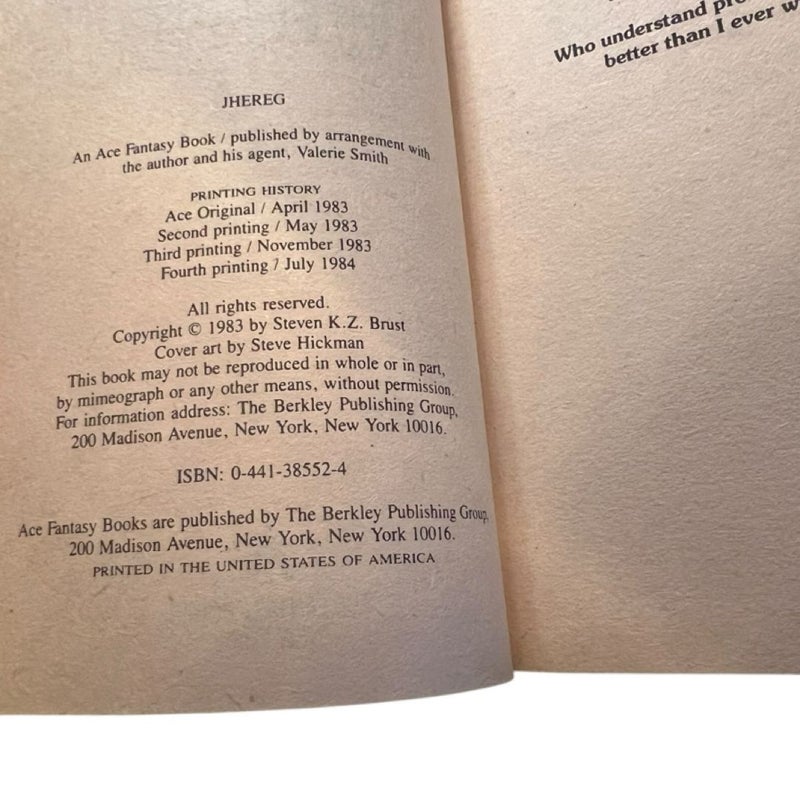 JHEREG
An Ace Fantasy Book / published by arrangement with
the author and his agent, Valerie Smith
PRINTING HISTORY
Ace Original / April 1983
Second printing / May 1983
Third printing / November 1983
Fourth printing / July 1984
All rights reserved.
Copyright © 1983 by Steven K.Z. Brust
Cover art by Steve Hickman
This book may not be reproduced in whole or in part,
by mimeograph or any other means, without permission.
For information address: The Berkley Publishing Group,
200 Madison Avenue, New York, New York 10016.
ISBN: 0-441-38552-4
Ace Fantasy Books are published by The Berkley Publishing Group,
200 Madison Avenue, New York, New York 10016.
PRINTED IN THE UNITED STATES OF AMERICA
Who understand
better than I ever